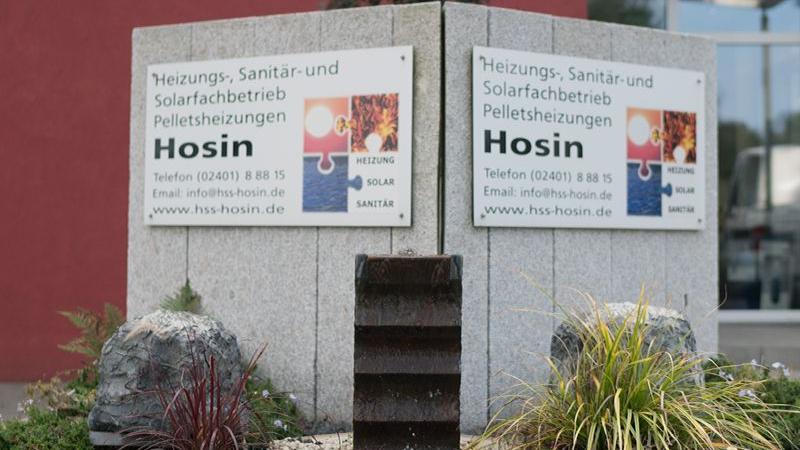 Heizungs-, Sanitär-und
Solarfachbetrieb
Pelletsheizungen
Hosin
Telefon (02401) 8 88 15
Email: info@hss-hosin.de
www.hss-hosin.de
HEIZUNG
SOLAR
SANITÄR
Heizungs-, Sanitär-und
Solarfachbetrieb
Pelletsheizungen
Hosin
Telefon (02401) 8 88 15
Email: info@hss-hosin.de
www.hss-hosin.de
HEIZUNG
SOLAR
SANITÄR